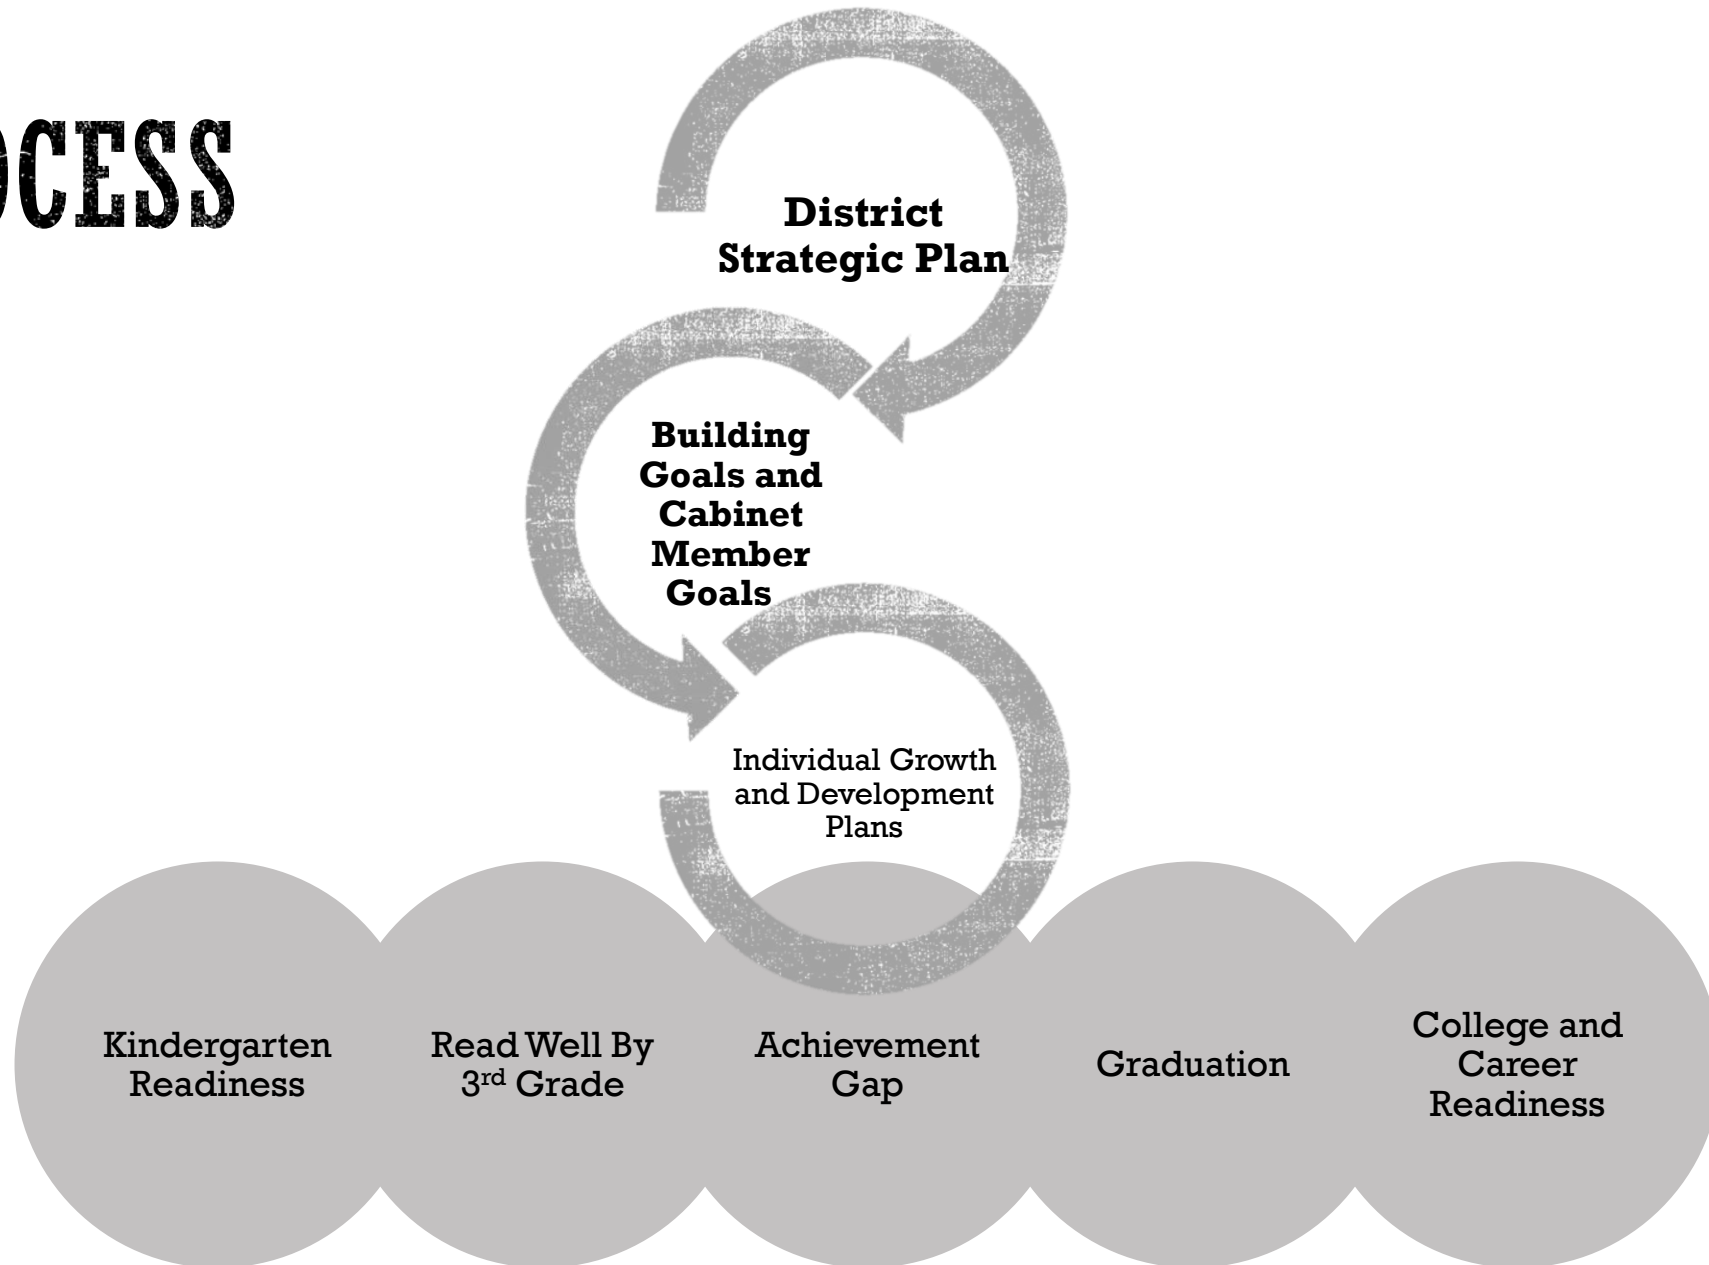 OCESS
District
Strategic Plan
Building
Goals and
Cabinet
Member
Goals
Individual Growth
and Development
Plans
Kindergarten
Readiness
Read Well By
3rd Grade
Achievement
Gap
Graduation
College and
Career
Readiness